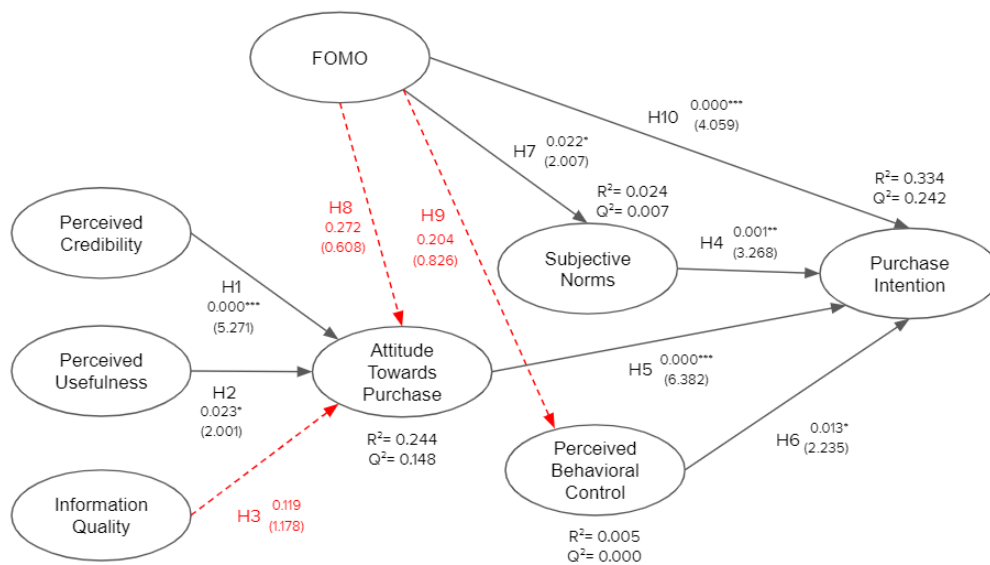 FOMO
H10
0.000***
(4.059)
H7
0.022*
(2.007)
R²= 0.334
Q²= 0.242
R²= 0.024
Q²= 0.007
H8
0.272
(0.608)
H9
0.204
(0.826)
Perceived
Credibility
Subjective
Norms
H4
0.001**
(3.268)
Purchase
Intention
H1
0.000***
(5.271)
Perceived
Usefulness
H2
0.023*
(2.001)
Attitude
Towards
Purchase
H5
0.000***
(6.382)
R²= 0.244
Q²= 0.148
H6
0.013*
(2.235)
Perceived
Behavioral
Control
Information
Quality
H3
0.119
(1.178)
R²= 0.005
Q²= 0.000